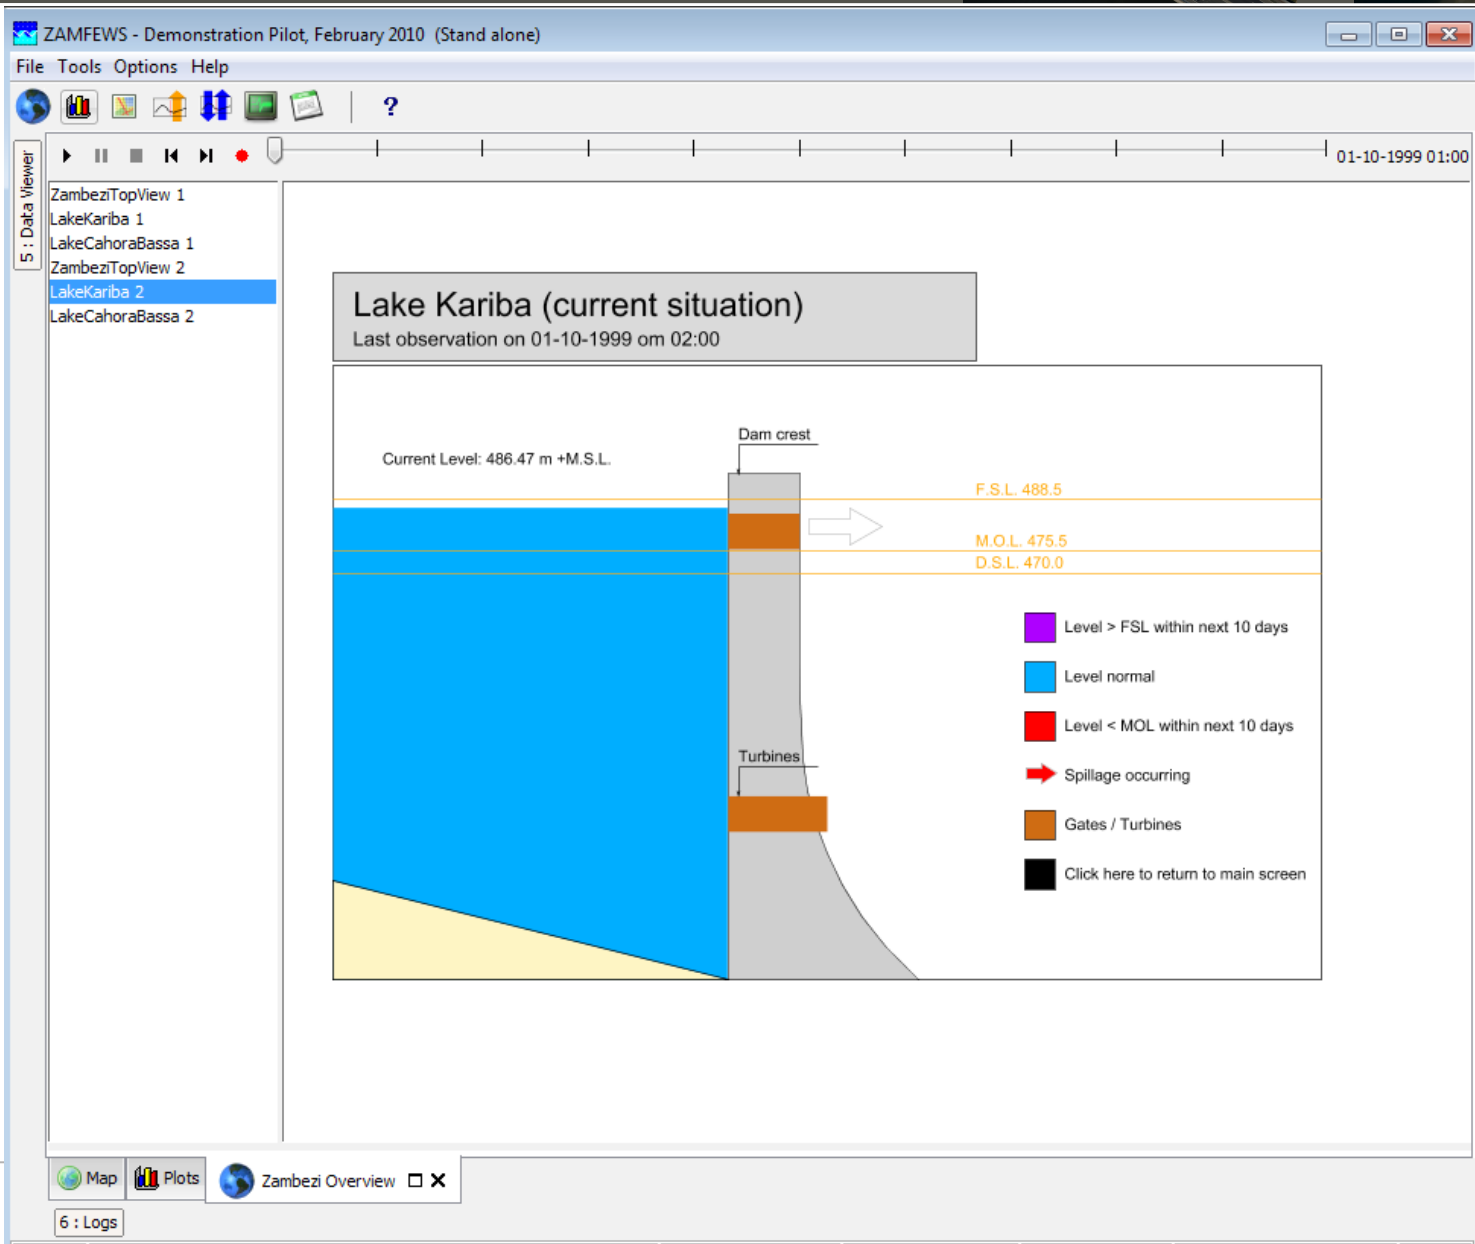 ZAMFEWS - Demonstration Pilot, February 2010 (Stand alone)
File Tools Options Help
?
5 : Data Viewer
01-10-1999 01:00
ZambeziTopView 1
LakeKariba 1
LakeCahoraBassa 1
ZambeziTopView 2
LakeKariba 2
LakeCahoraBassa 2
Lake Kariba (current situation)
Last observation on 01-10-1999 om 02:00
Dam crest
Current Level: 486.47 m +M.S.L.
F.S.L. 488.5
M.O.L. 475.5
D.S.L. 470.0
Level > FSL within next 10 days
Level normal
Level < MOL within next 10 days
Turbines
Spillage occurring
Gates / Turbines
Click here to return to main screen
Map
Plots
Zambezi Overview
6 : Logs